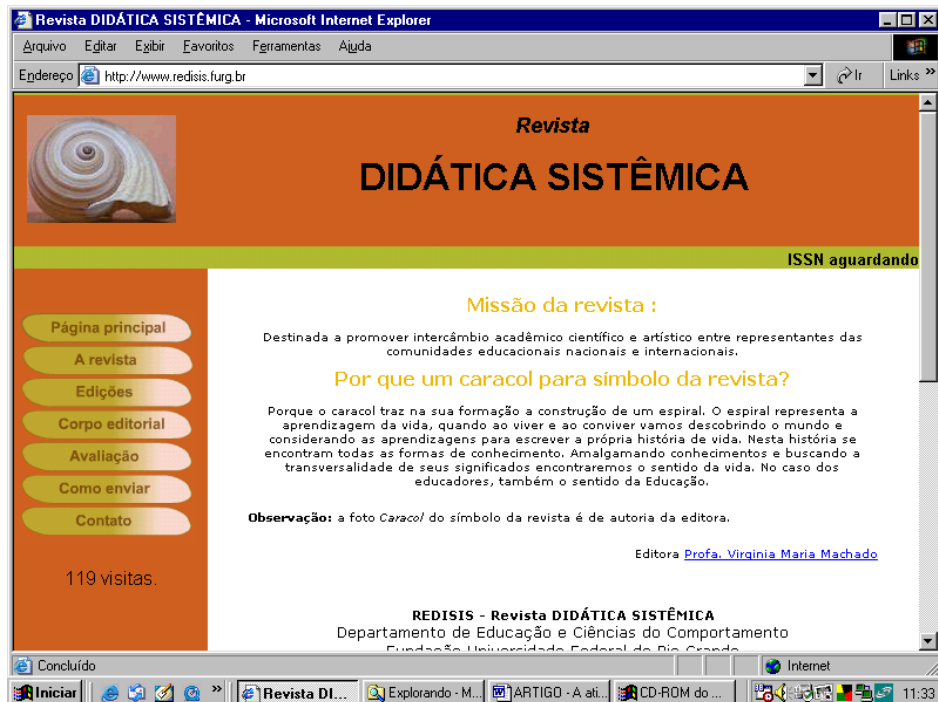 Revista DIDÁTICA SISTÊMICA - Microsoft Internet Explorer
Arquivo Editar Exibir Favoritos Ferramentas Ajuda
Endereço http://www.redisis.furg.br Ir Links »
Revista
DIDÁTICA SISTÊMICA
ISSN aguardando
Página principal
A revista
Edições
Corpo editorial
Avaliação
Como enviar
Contato
119 visitas.
Missão da revista :
Destinada a promover intercâmbio acadêmico científico e artístico entre representantes das
comunidades educacionais nacionais e internacionais.
Por que um caracol para símbolo da revista?
Porque o caracol traz na sua formação a construção de um espiral. O espiral representa a
aprendizagem da vida, quando ao viver e ao conviver vamos descobrindo o mundo e
considerando as aprendizagens para escrever a própria história de vida. Nesta história se
encontram todas as formas de conhecimento. Amalgamando conhecimentos e buscando a
transversalidade de seus significados encontraremos o sentido da vida. No caso dos
educadores, também o sentido da Educação.
Observação: a foto Caracol do símbolo da revista é de autoria da editora.
Editora Profa. Virginia Maria Machado
REDISIS - Revista DIDÁTICA SISTÊMICA
Departamento de Educação e Ciências do Comportamento
Fundação Universidade Federal do Rio Grande
Concluído Internet
Iniciar » Revista DI... Explorando - M... ARTIGO - A ati... CD-ROM do ... 11:33